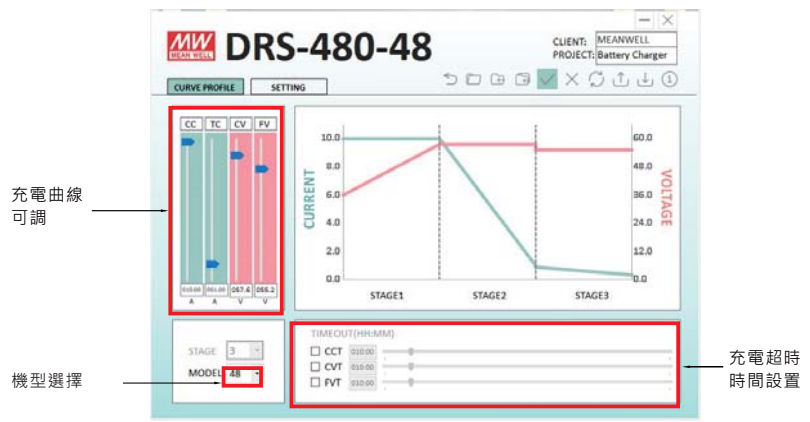 MW
MEAN WELL
DRS-480-48
CLIENT: MEANWELL
PROJECT: Battery Charger
CURVE PROFILE
SETTING
CC TC CV FV
010.00 001.00 057.6 055.2
A A V V
充電曲線
可調
CURRENT
10.0
8.0
6.0
4.0
2.0
0.0
60.0
48.0
36.0
24.0
12.0
0.0
VOLTAGE
STAGE1 STAGE2 STAGE3
STAGE 3
MODEL 48
機型選擇
TIMEOUT(HH:MM)
CCT 010:00
CVT 010:00
FVT 010:00
充電超時
時間設置